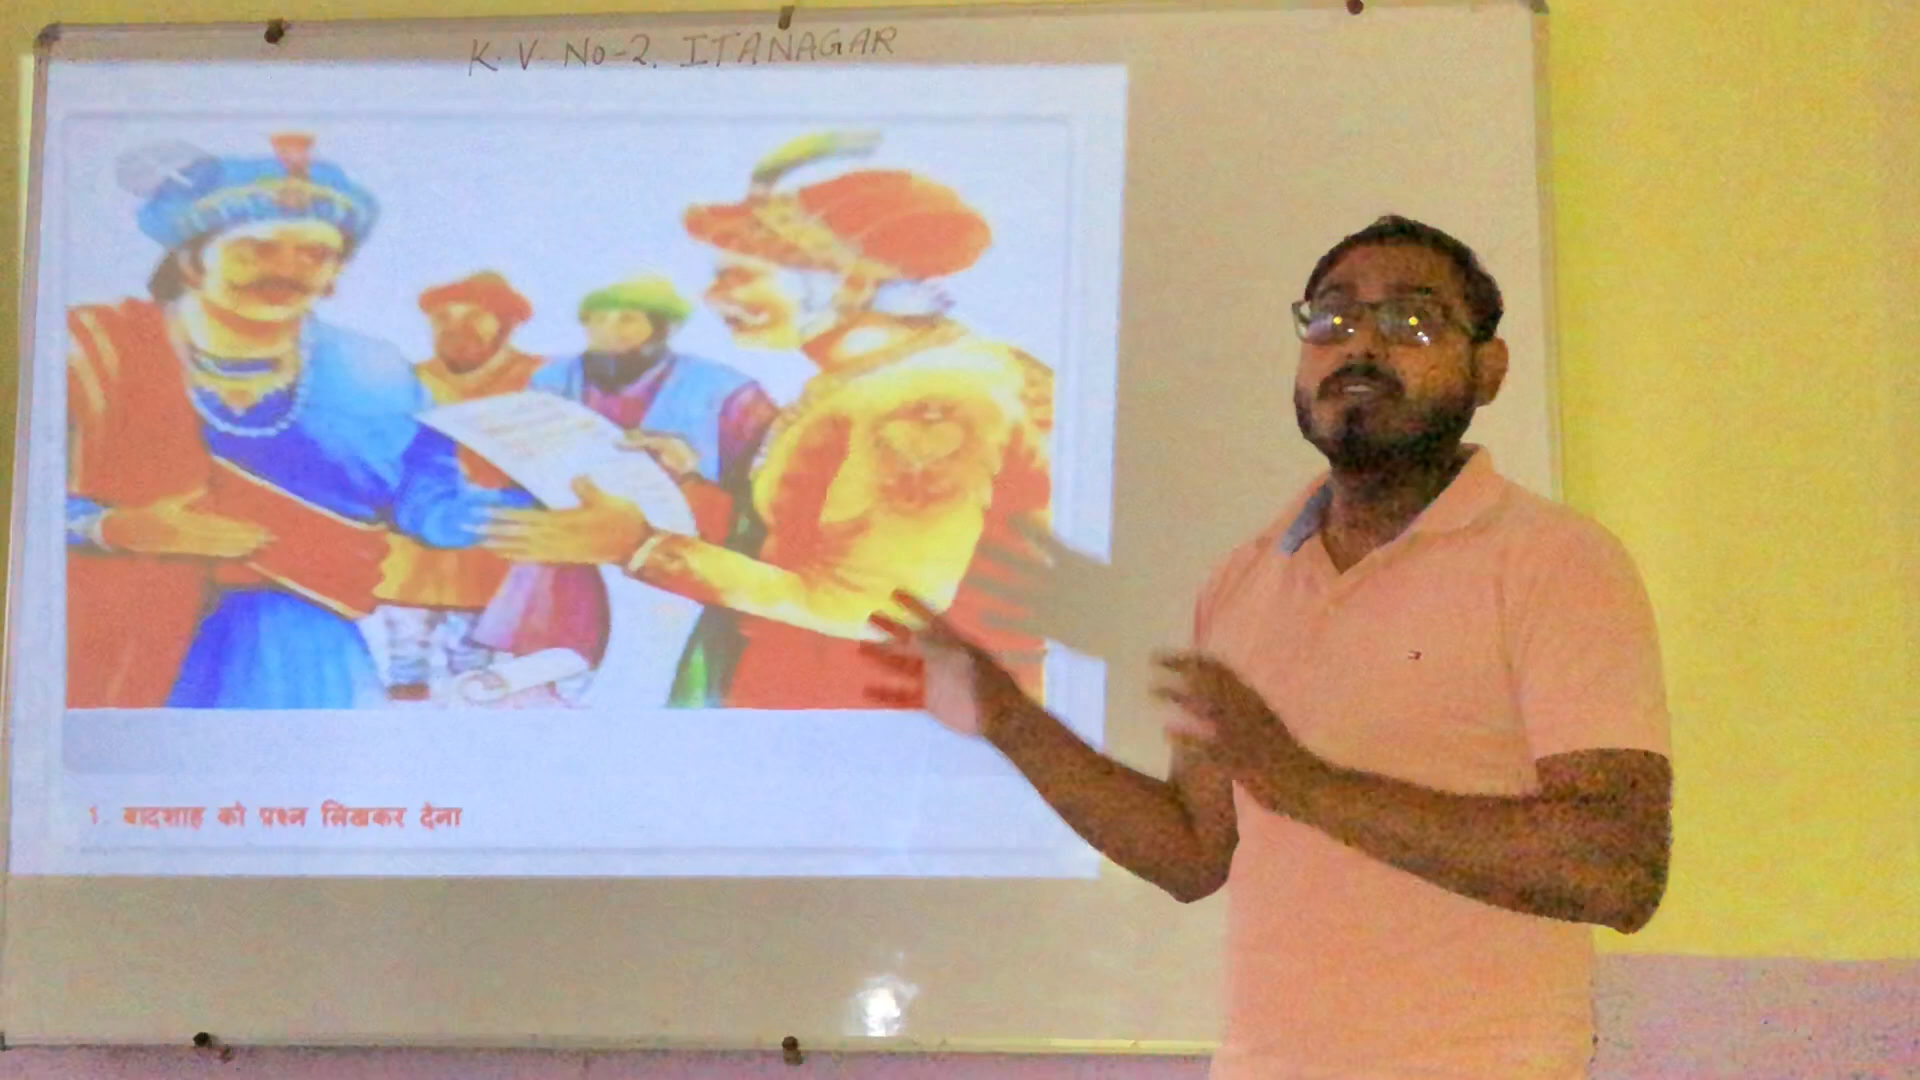 K. V. No-2. ITANAGAR
1 बादशाह को प्रश्न लिखकर देना